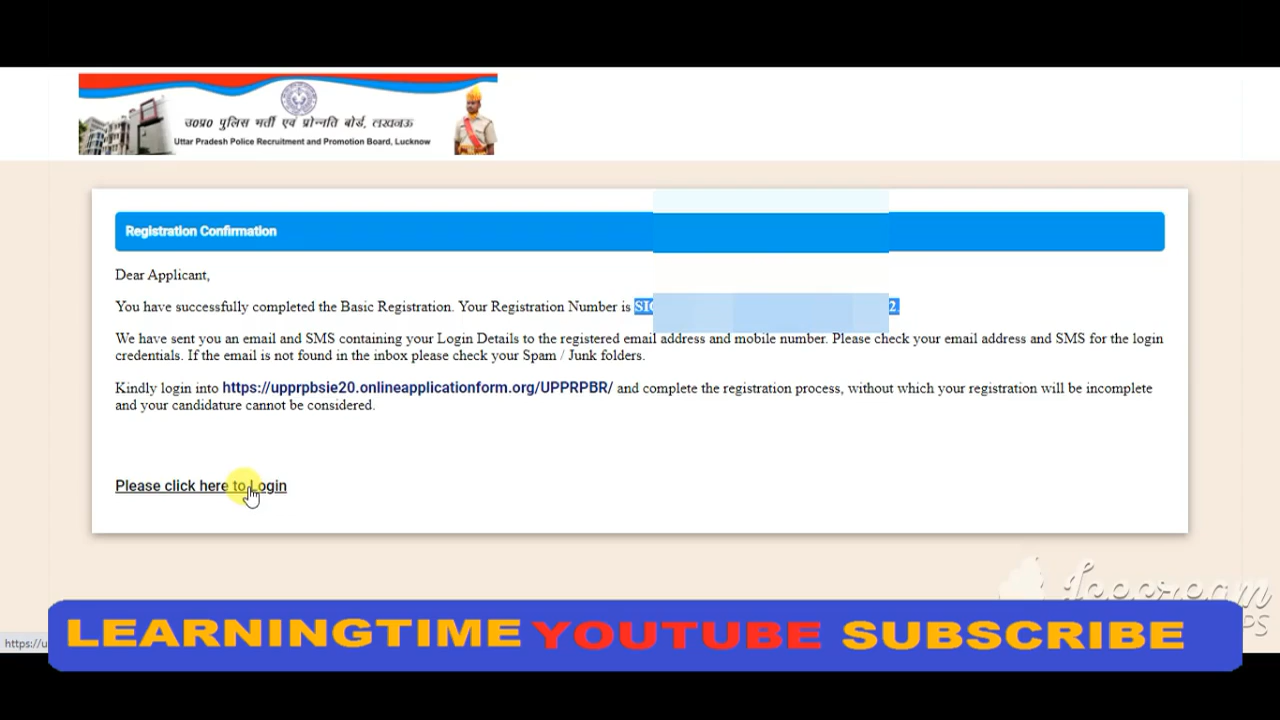 उ०प्र० पुलिस भर्ती एवं प्रोन्नति बोर्ड, लखनऊ
Uttar Pradesh Police Recruitment and Promotion Board, Lucknow
Registration Confirmation
Dear Applicant,
You have successfully completed the Basic Registration. Your Registration Number is
We have sent you an email and SMS containing your Login Details to the registered email address and mobile number. Please check your email address and SMS for the login
credentials. If the email is not found in the inbox please check your Spam / Junk folders.
Kindly login into https://upprpbsie20.onlineapplicationform.org/UPPRPBR/ and complete the registration process, without which your registration will be incomplete
and your candidature cannot be considered.
Please click here to Login
https://u
LEARNINGTIME YOUTUBE SUBSCRIBE